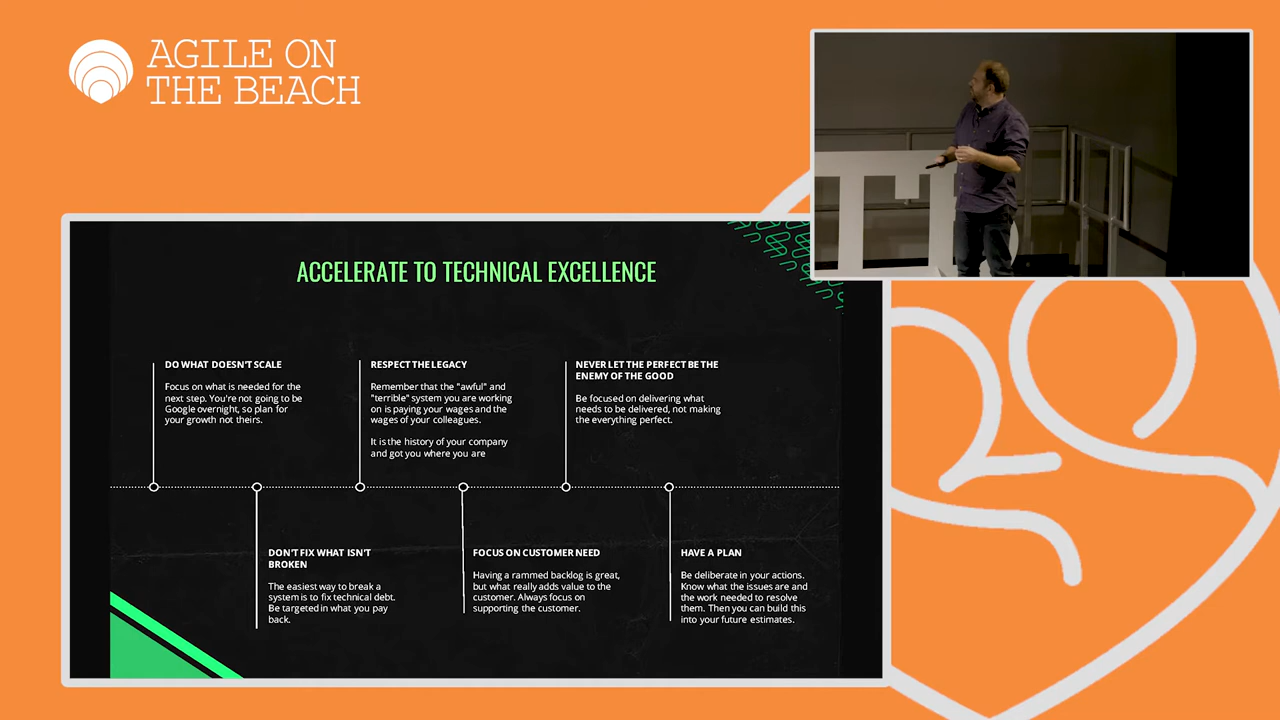 AGILE ON
THE BEACH
ACCELERATE TO TECHNICAL EXCELLENCE
DO WHAT DOESN'T SCALE
Focus on what is needed for the
next step. You're not going to be
Google overnight, so plan for
your growth not theirs.
RESPECT THE LEGACY
Remember that the "awful" and
"terrible" system you are working
on is paying your wages and the
wages of your colleagues.
It is the history of your company
and got you where you are
NEVER LET THE PERFECT BE THE
ENEMY OF THE GOOD
Be focused on delivering what
needs to be delivered, not making
the everything perfect.
DON'T FIX WHAT ISN'T
BROKEN
The easiest way to break a
system is to fix technical debt.
Be targeted in what you pay
back.
FOCUS ON CUSTOMER NEED
Having a rammed backlog is great,
but what really adds value to the
customer. Always focus on
supporting the customer.
HAVE A PLAN
Be deliberate in your actions.
Know what the issues are and
the work needed to resolve
them. Then you can build this
into your future estimates.